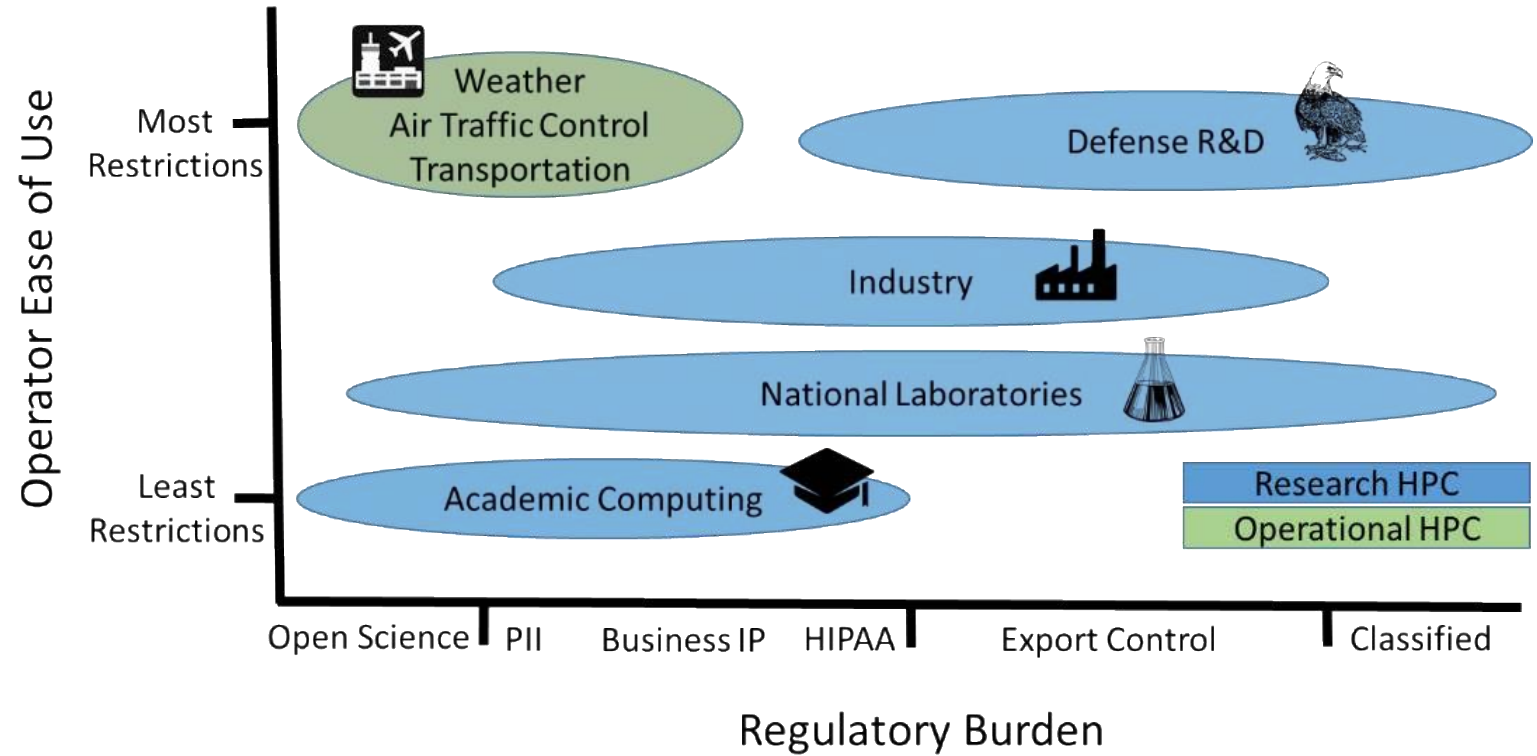 Operator Ease of Use
Most
Restrictions
Least
Restrictions
Weather
Air Traffic Control
Transportation
Defense R&D
Industry
National Laboratories
Academic Computing
Research HPC
Operational HPC
Open Science PII Business IP HIPAA Export Control Classified
Regulatory Burden